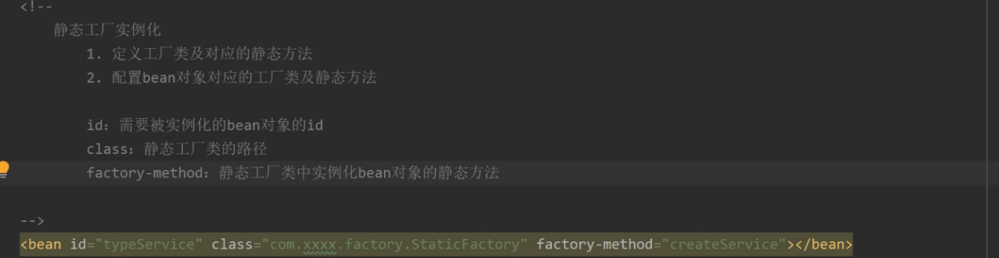 <!--
静态工厂实例化
1. 定义工厂类及对应的静态方法
2. 配置bean对象对应的工厂类及静态方法
id：需要被实例化的bean对象的id
class：静态工厂类的路径
factory-method：静态工厂类中实例化bean对象的静态方法
-->
<bean id="typeService" class="com.xxxx.factory.StaticFactory" factory-method="createService"></bean>